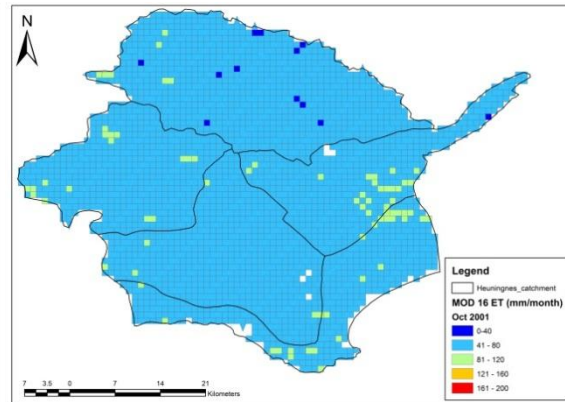 N
Legend
Heuningnes_catchment
MOD 16 ET (mm/month)
Oct 2001
0-40
41 - 80
81 - 120
121 - 160
161 - 200
7 3.5 0 7 14 21
Kilometers